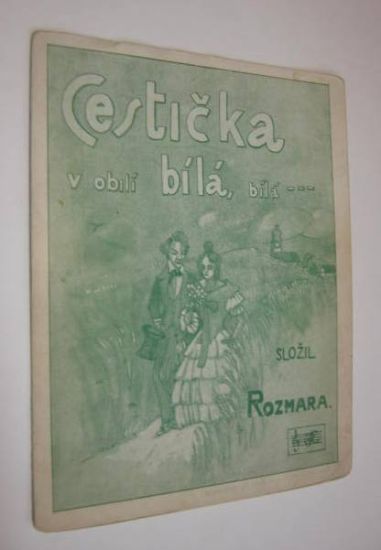 Cestička
v obilí bílá, bílá ---
SLOŽIL
ROZMARA.